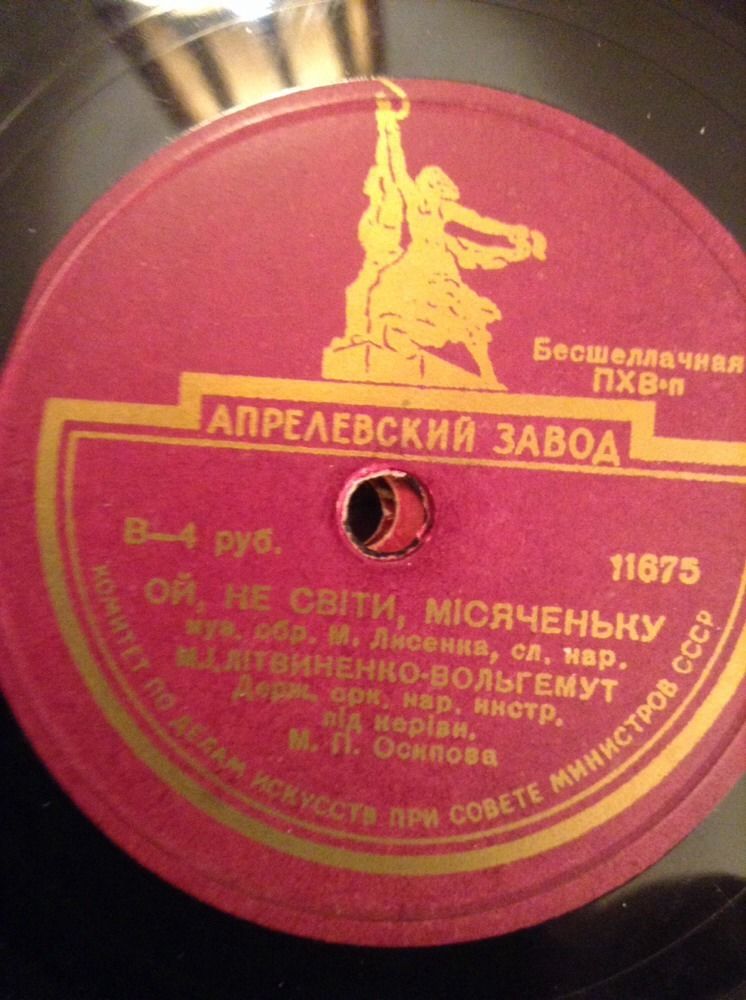 Бесшеллачная
ПХВ-п
АПРЕЛЕВСКИЙ ЗАВОД
В—4 руб.
11675
ОЙ, НЕ СВІТИ, МІСЯЧЕНЬКУ
муз. обр. М. Лисенка, сл. нар.
М.І.ЛІТВИНЕНКО-ВОЛЬГЕМУТ
Держ. орк. нар. инстр.
під керівн.
М. П. Осипова
КОМИТЕТ ПО ДЕЛАМ ИСКУССТВ ПРИ СОВЕТЕ МИНИСТРОВ СССР